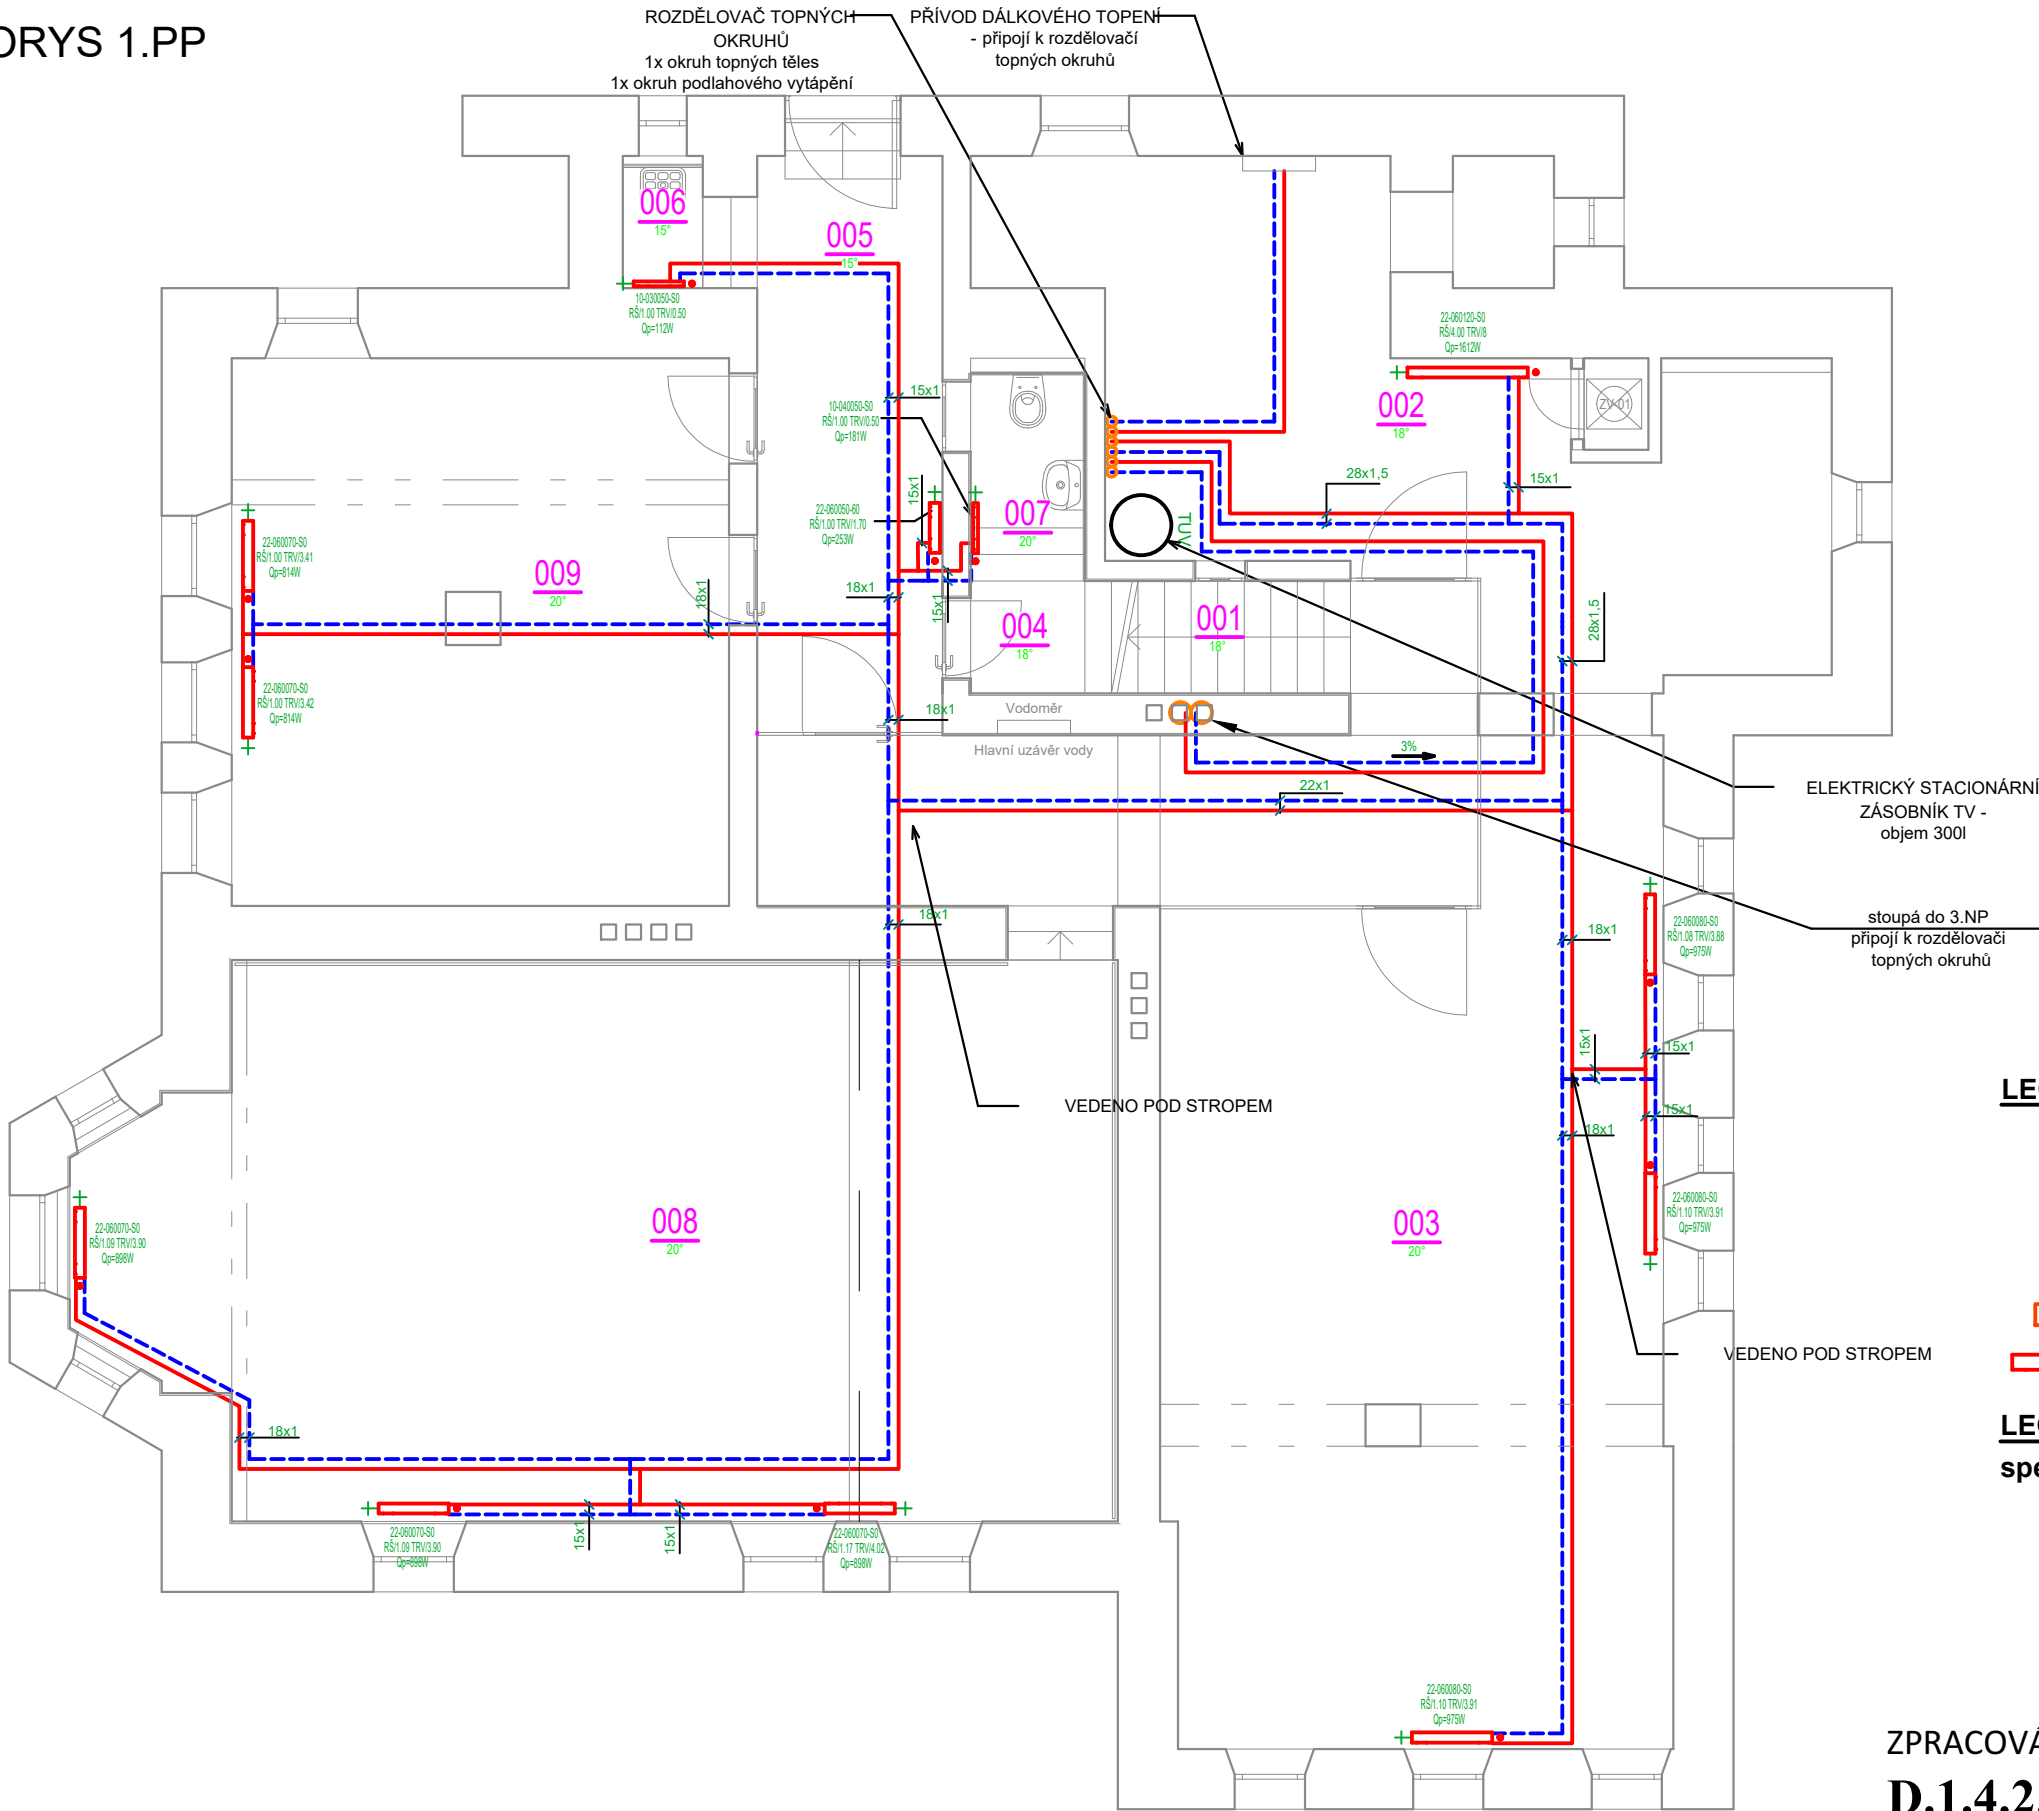 ORYS 1.PP
ROZDĚLOVAČ TOPNÝCH
OKRUHŮ
1x okruh topných těles
1x okruh podlahového vytápění
PŘÍVOD DÁLKOVÉHO TOPENÍ
- připojí k rozdělovačí
topných okruhů
006
15°
005
15°
10-030050-S0
RŠ/1.00 TRV/0.50
Qp=112W
22-060120-S0
RŠ/4.00 TRV/8
Qp=1612W
002
18°
ZV-01
15x1
10-040050-S0
RŠ/1.00 TRV/0.50
Qp=181W
28x1,5
15x1
15x1
22-060050-60
RŠ/1.00 TRV/1.70
Qp=253W
007
20°
TUV
22-060070-S0
RŠ/1.00 TRV/3.41
Qp=814W
009
20°
18x1
18x1
15x1
004
18°
001
18°
28x1,5
22-060070-S0
RŠ/1.00 TRV/3.42
Qp=814W
18x1
Vodoměr
Hlavní uzávěr vody
3%
22x1
ELEKTRICKÝ STACIONÁRNÍ
ZÁSOBNÍK TV -
objem 300l
18x1
18x1
22-060080-S0
RŠ/1.08 TRV/3.88
Qp=975W
stoupá do 3.NP
připojí k rozdělovači
topných okruhů
15x1
15x1
15x1
18x1
VEDENO POD STROPEM
LE
22-060080-S0
RŠ/1.10 TRV/3.91
Qp=975W
22-060070-S0
RŠ/1.09 TRV/3.90
Qp=898W
008
20°
003
20°
VEDENO POD STROPEM
18x1
LE
spe
22-060070-S0
RŠ/1.09 TRV/3.90
Qp=898W
15x1
15x1
22-060070-S0
RŠ/1.17 TRV/4.02
Qp=898W
22-060080-S0
RŠ/1.10 TRV/3.91
Qp=975W
ZPRACOVÁ
D.1.4.2